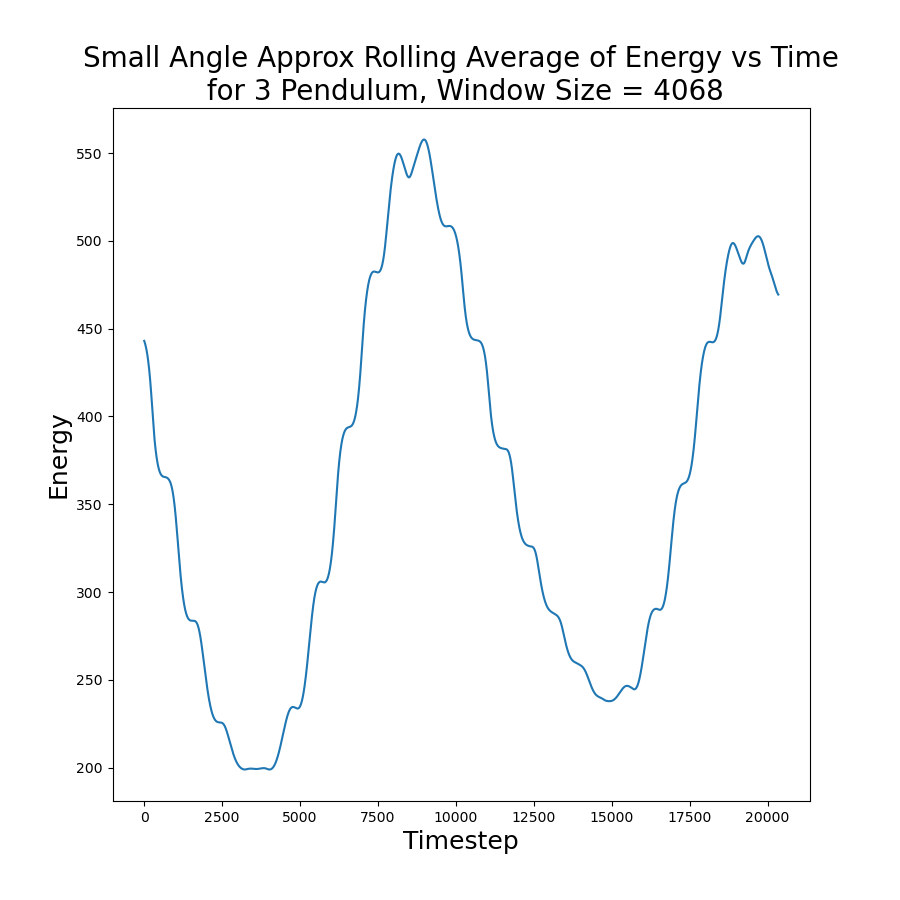 Small Angle Approx Rolling Average of Energy vs Time
for 3 Pendulum, Window Size = 4068
550
500
450
400
350
300
250
200
Energy
0 2500 5000 7500 10000 12500 15000 17500 20000
Timestep